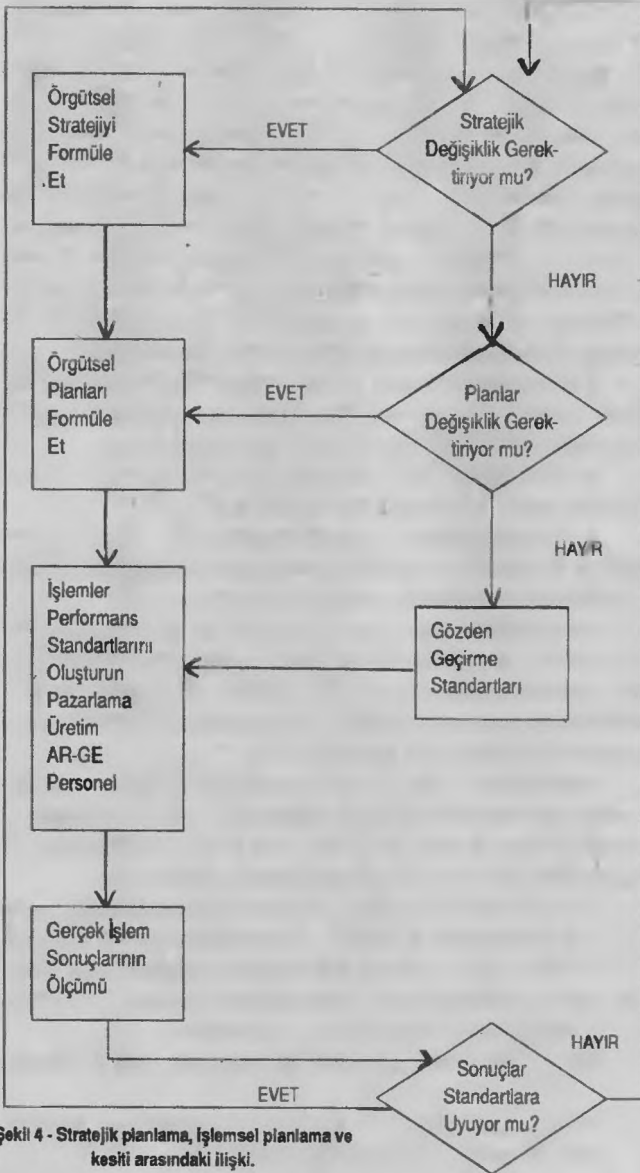 Örgütsel
Stratejiyi
Formüle
Et
EVET
Stratejik
Değişiklik Gerek-
tiriyor mu?
HAYIR
Örgütsel
Planları
Formüle
Et
EVET
Planlar
Değişiklik Gerek-
tiriyor mu?
HAYIR
İşlemler
Performans
Standartlarını
Oluşturun
Pazarlama
Üretim
AR-GE
Personel
Gözden
Geçirme
Standartları
Gerçek İşlem
Sonuçlarının
Ölçümü
EVET
Sonuçlar
Standartlara
Uyuyor mu?
HAYIR
Şekil 4 - Stratejik planlama, işlemsel planlama ve
kesiti arasındaki ilişki.